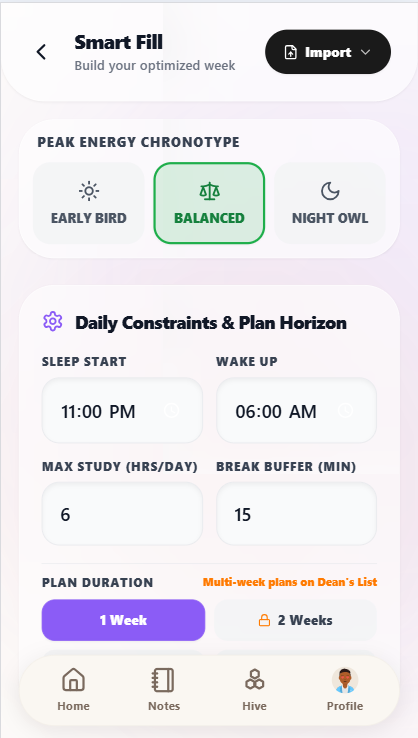 Smart Fill
Build your optimized week
Import
PEAK ENERGY CHRONOTYPE
EARLY BIRD
BALANCED
NIGHT OWL
Daily Constraints & Plan Horizon
SLEEP START
WAKE UP
11:00 PM
06:00 AM
MAX STUDY (HRS/DAY)
BREAK BUFFER (MIN)
6
15
PLAN DURATION
Multi-week plans on Dean's List
1 Week
2 Weeks
Home
Notes
Hive
Profile